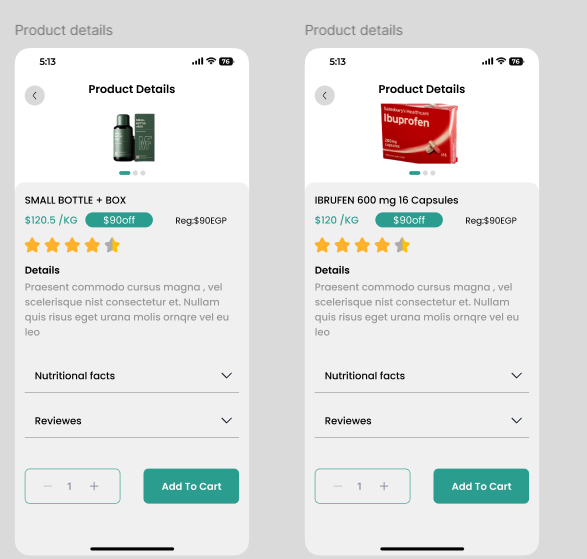 Product details
5:13
76
Product Details
SMALL BOTTLE + BOX
$120.5 /KG
$90off
Reg:$90EGP
Details
Praesent commodo cursus magna , vel
scelerisque nist consectetur et. Nullam
quis risus eget urana molis ornqre vel eu
leo
Nutritional facts
Reviewes
1
Add To Cart
Product details
5:13
76
Product Details
Sainsbury's Healthcare
Ibuprofen
200mg
Capsules
IBRUFEN 600 mg 16 Capsules
$120 /KG
$90off
Reg:$90EGP
Details
Praesent commodo cursus magna , vel
scelerisque nist consectetur et. Nullam
quis risus eget urana molis ornqre vel eu
leo
Nutritional facts
Reviewes
1
Add To Cart